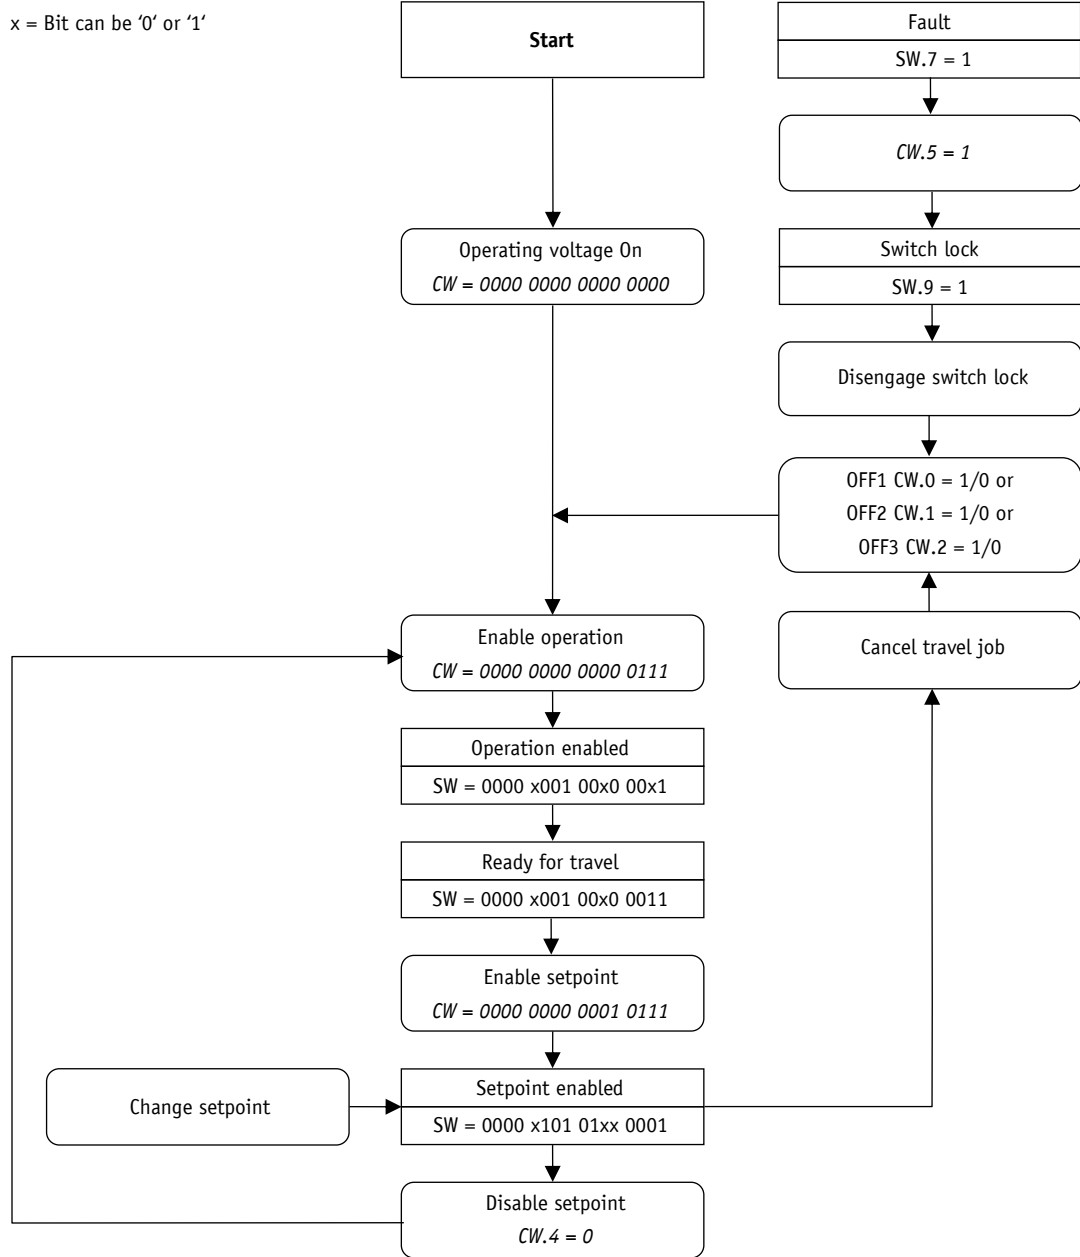 x = Bit can be ‘0‘ or ‘1‘
Start
Operating voltage On
CW = 0000 0000 0000 0000
Enable operation
CW = 0000 0000 0000 0111
Operation enabled
SW = 0000 x001 00x0 00x1
Ready for travel
SW = 0000 x001 00x0 0011
Enable setpoint
CW = 0000 0000 0001 0111
Change setpoint
Setpoint enabled
SW = 0000 x101 01xx 0001
Disable setpoint
CW.4 = 0
Fault
SW.7 = 1
CW.5 = 1
Switch lock
SW.9 = 1
Disengage switch lock
OFF1 CW.0 = 1/0 or
OFF2 CW.1 = 1/0 or
OFF3 CW.2 = 1/0
Cancel travel job